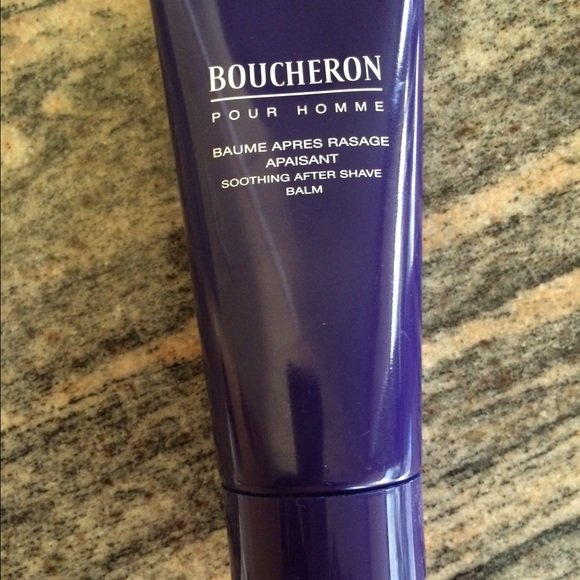 BOUCHERON
POUR HOMME
BAUME APRES RASAGE
APAISANT
SOOTHING AFTER SHAVE
BALM